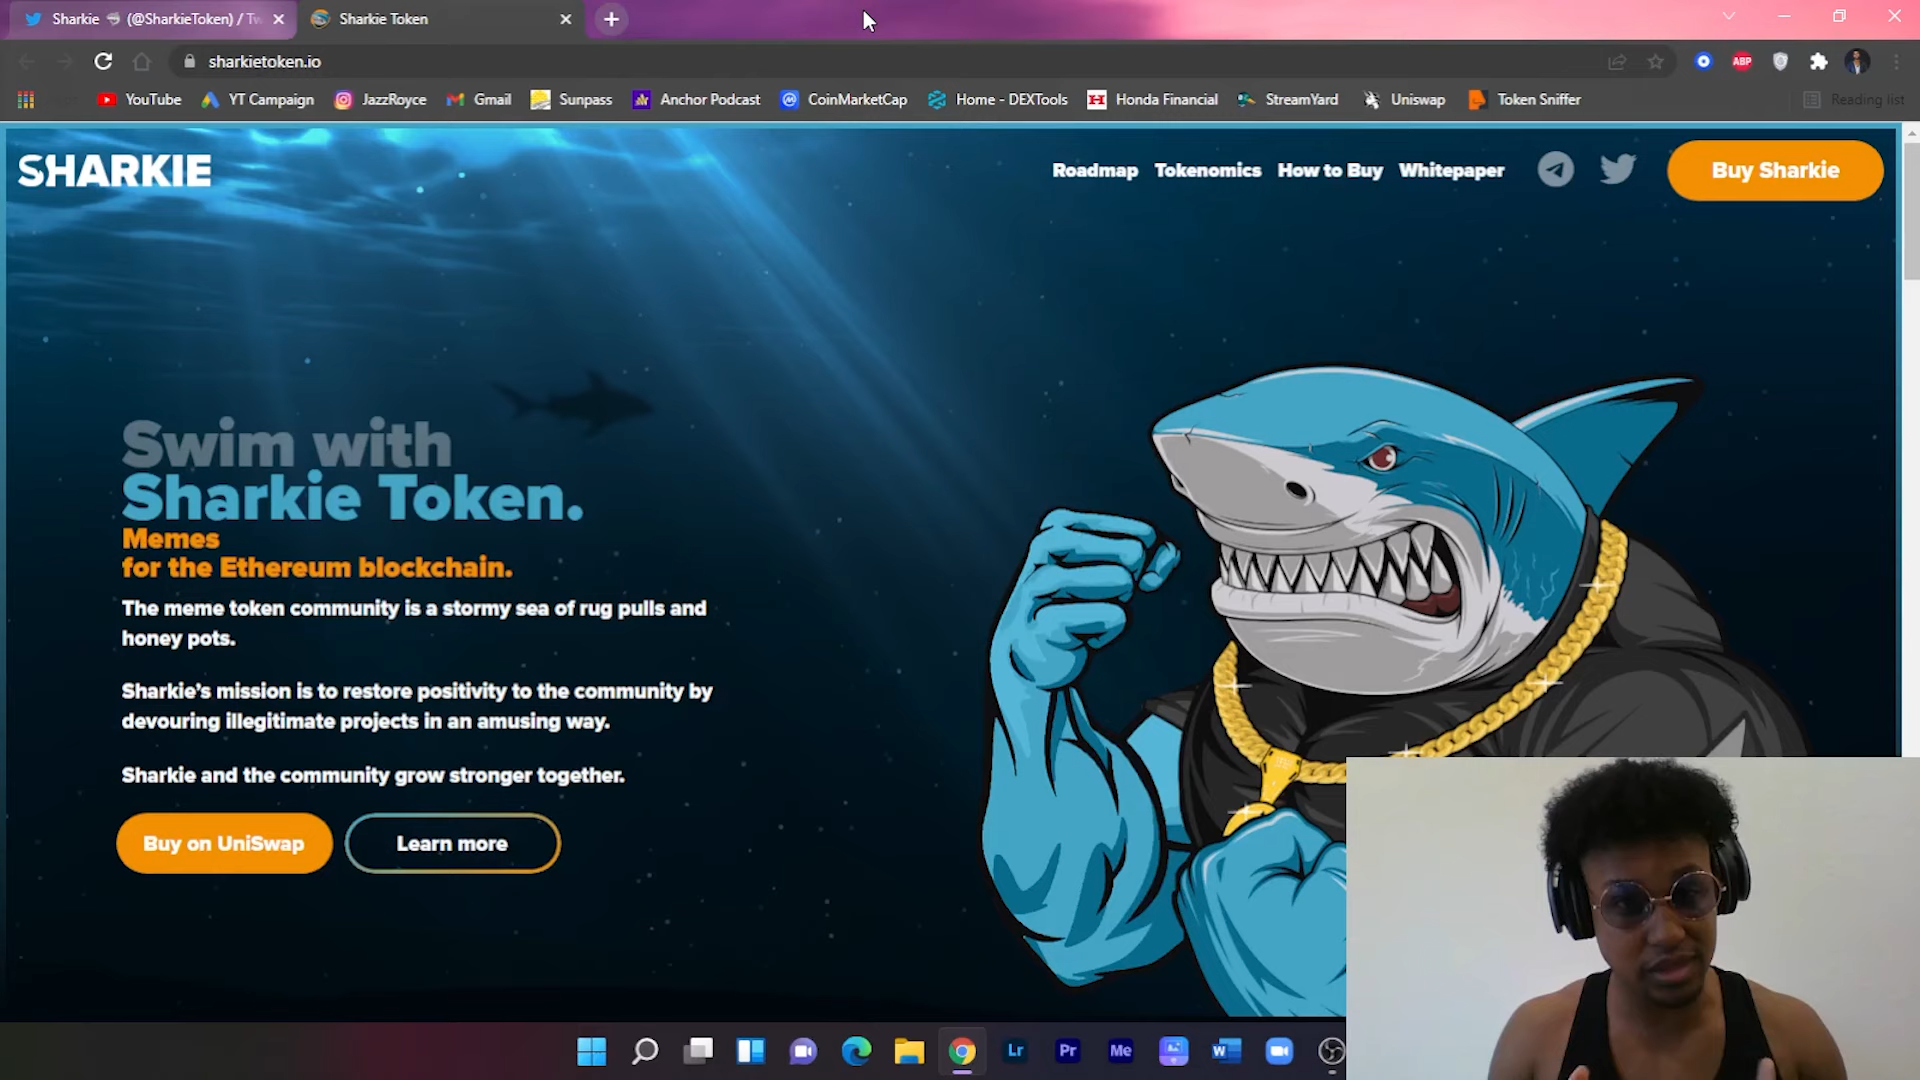 Sharkie (@SharkieToken) / Tw
Sharkie Token
sharkietoken.io
ABP
YouTube
YT Campaign
JazzRoyce
Gmail
Sunpass
Anchor Podcast
CoinMarketCap
Home - DEXTools
Honda Financial
StreamYard
Uniswap
Token Sniffer
Reading list
SHARKIE
Roadmap
Tokenomics
How to Buy
Whitepaper
Buy Sharkie
Swim with
Sharkie Token.
Memes
for the Ethereum blockchain.
The meme token community is a stormy sea of rug pulls and
honey pots.
Sharkie's mission is to restore positivity to the community by
devouring illegitimate projects in an amusing way.
Sharkie and the community grow stronger together.
Buy on UniSwap
Learn more
Lr
Pr
Me
W